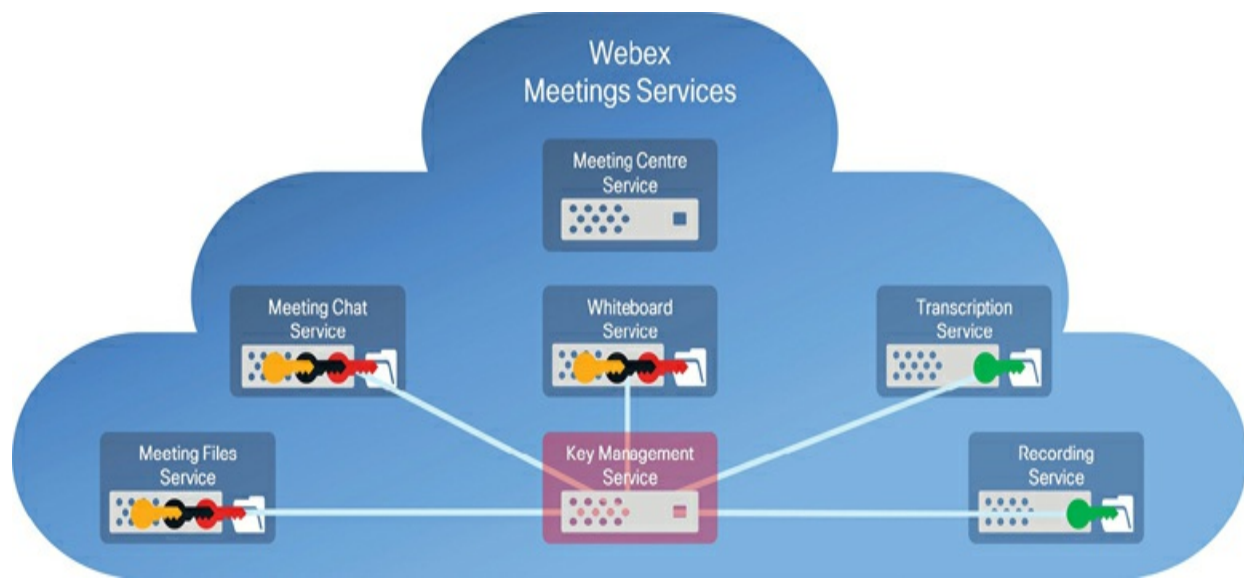 Webex
Meetings Services
Meeting Centre
Service
Meeting Chat
Service
Whiteboard
Service
Transcription
Service
Meeting Files
Service
Key Management
Service
Recording
Service